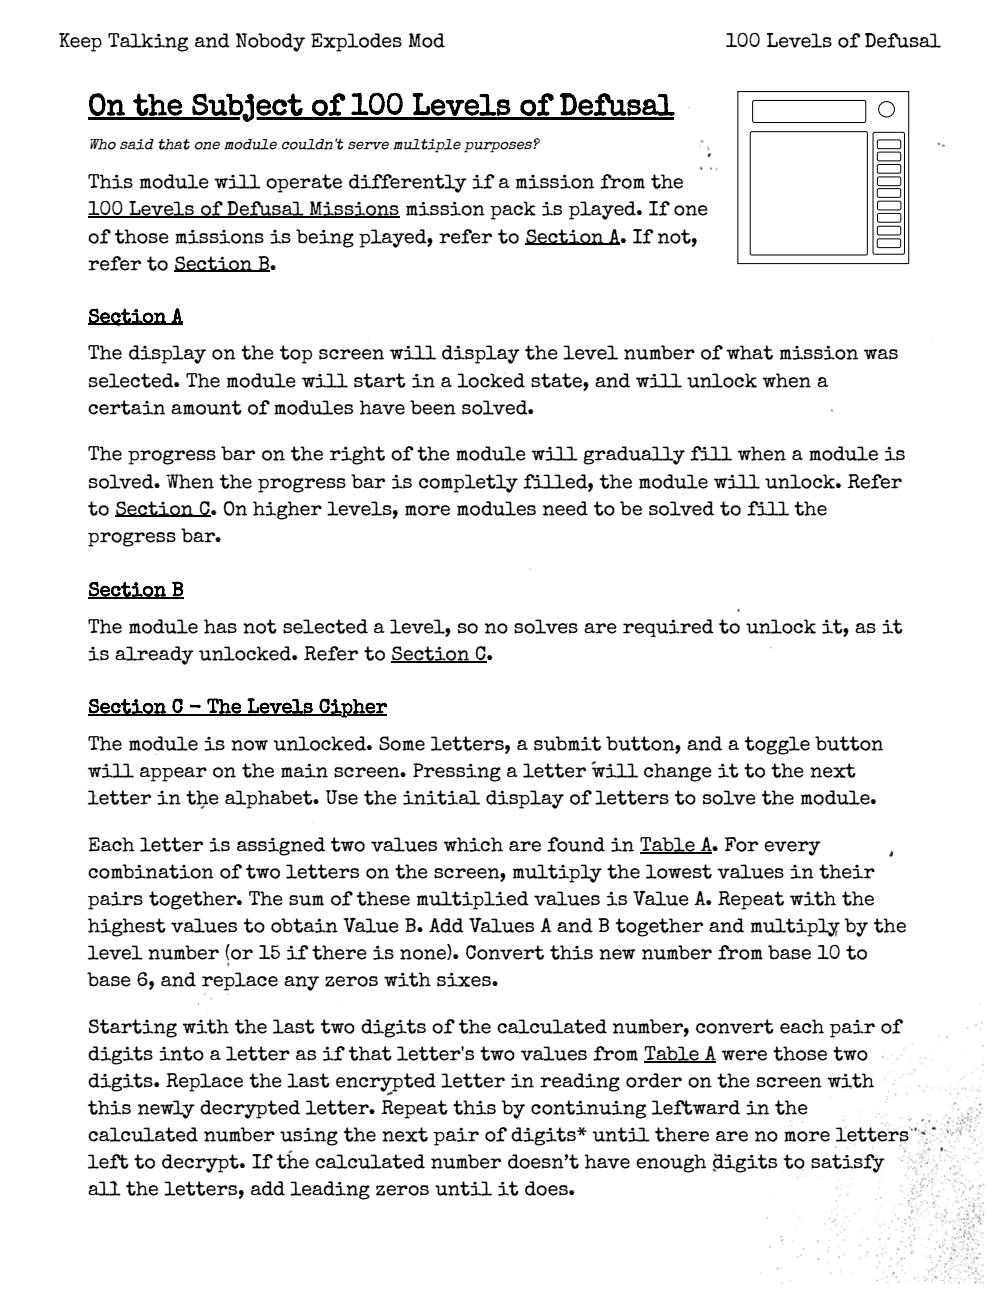 Keep Talking and Nobody Explodes Mod
100 Levels of Defusal
On the Subject of 100 Levels of Defusal
Who said that one module couldn't serve multiple purposes?
This module will operate differently if a mission from the
100 Levels of Defusal Missions mission pack is played. If one
of those missions is being played, refer to Section A. If not,
refer to Section B.
Section A
The display on the top screen will display the level number of what mission was
selected. The module will start in a locked state, and will unlock when a
certain amount of modules have been solved.
The progress bar on the right of the module will gradually fill when a module is
solved. When the progress bar is completly filled, the module will unlock. Refer
to Section C. On higher levels, more modules need to be solved to fill the
progress bar.
Section B
The module has not selected a level, so no solves are required to unlock it, as it
is already unlocked. Refer to Section C.
Section C - The Levels Cipher
The module is now unlocked. Some letters, a submit button, and a toggle button
will appear on the main screen. Pressing a letter will change it to the next
letter in the alphabet. Use the initial display of letters to solve the module.
Each letter is assigned two values which are found in Table A. For every
combination of two letters on the screen, multiply the lowest values in their
pairs together. The sum of these multiplied values is Value A. Repeat with the
highest values to obtain Value B. Add Values A and B together and multiply by the
level number (or 15 if there is none). Convert this new number from base 10 to
base 6, and replace any zeros with sixes.
Starting with the last two digits of the calculated number, convert each pair of
digits into a letter as if that letter's two values from Table A were those two
digits. Replace the last encrypted letter in reading order on the screen with
this newly decrypted letter. Repeat this by continuing leftward in the
calculated number using the next pair of digits* until there are no more letters
left to decrypt. If the calculated number doesn't have enough digits to satisfy
all the letters, add leading zeros until it does.